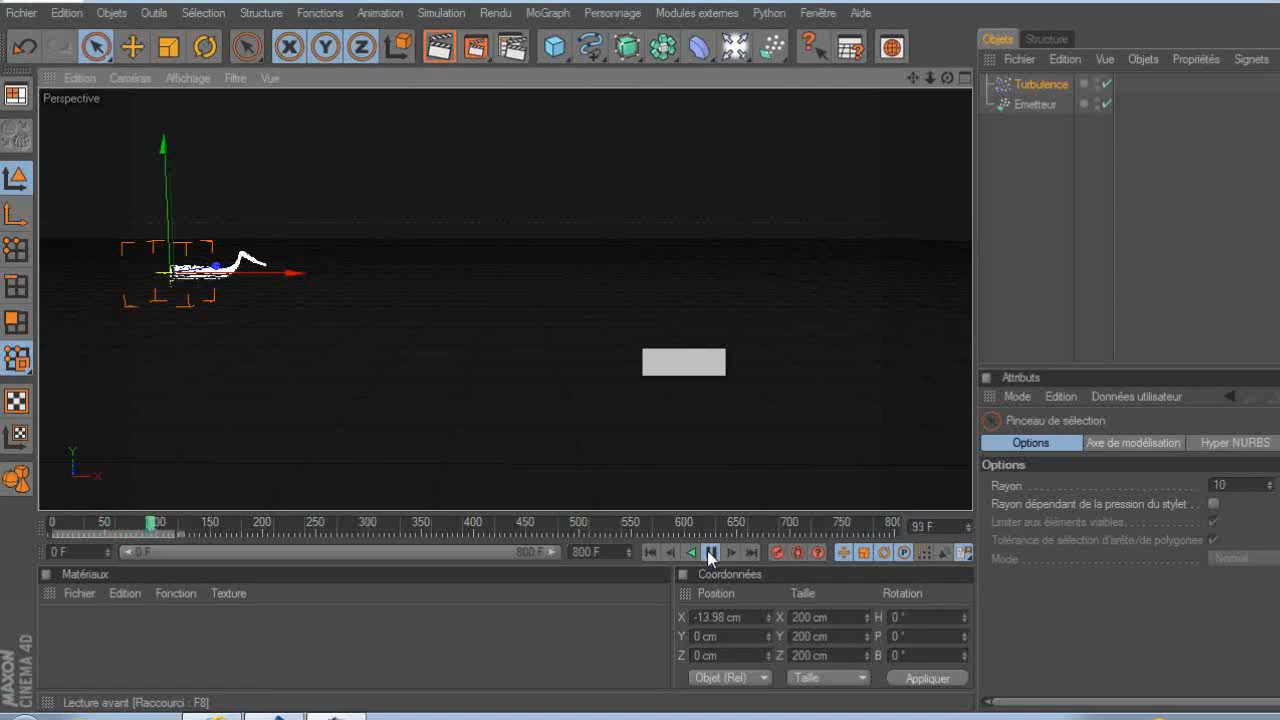 Fichier Edition Objets Outils Sélection Structure Fonctions Animation Simulation Rendu MoGraph Personnage Modules externes Python Fenêtre Aide
X Y Z
Edition Caméras Affichage Filtre Vue
Perspective
Y
X
Objets Structure
Fichier Edition Vue Objets Propriétés Signets
Turbulence
Emetteur
Attributs
Mode Edition Données utilisateur
Pinceau de sélection
Options Axe de modélisation Hyper NURBS
Options
Rayon 10
Rayon dépendant de la pression du stylet
Limiter aux éléments visibles
Tolérance de sélection d'arête/de polygones
Mode Normal
0 50 100 150 200 250 300 350 400 450 500 550 600 650 700 750 800 93 F
0 F 0 F 800 F 800 F
Matériaux
Fichier Edition Fonction Texture
Coordonnées
Position Taille Rotation
X -13.98 cm X 200 cm H 0 °
Y 0 cm Y 200 cm P 0 °
Z 0 cm Z 200 cm B 0 °
Objet (Rel) Taille Appliquer
MAXON
CINEMA 4D
Lecture avant [Raccourci : F8]